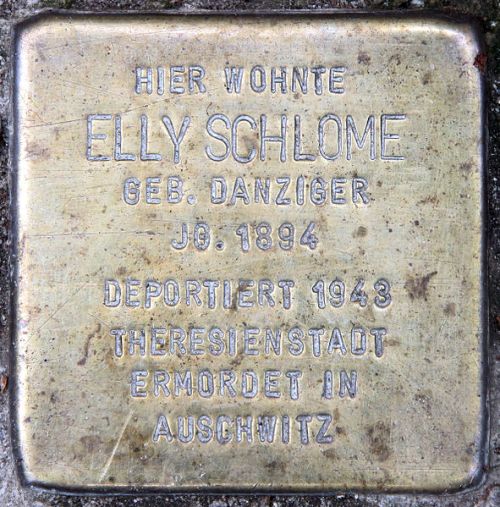 HIER WOHNTE
ELLY SCHLOME
GEB. DANZIGER
JG. 1894
DEPORTIERT 1943
THERESIENSTADT
ERMORDET IN
AUSCHWITZ